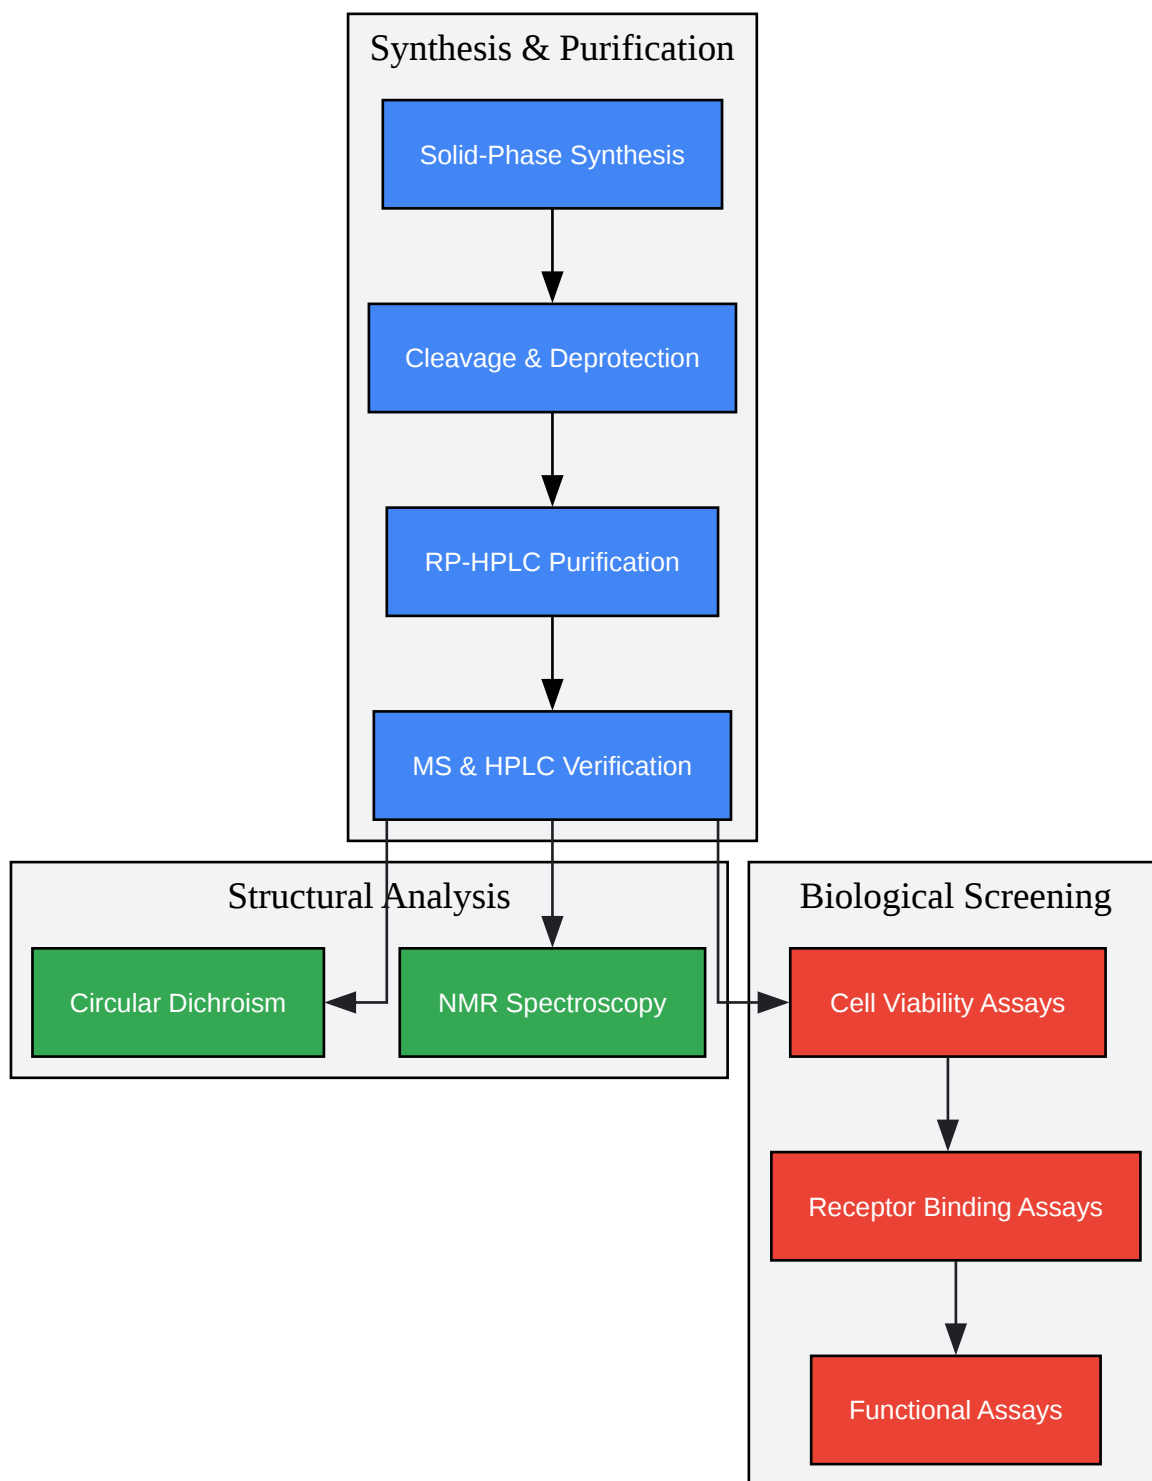 Synthesis & Purification
Solid-Phase Synthesis
Cleavage & Deprotection
RP-HPLC Purification
MS & HPLC Verification
Structural Analysis
Circular Dichroism
NMR Spectroscopy
Biological Screening
Cell Viability Assays
Receptor Binding Assays
Functional Assays